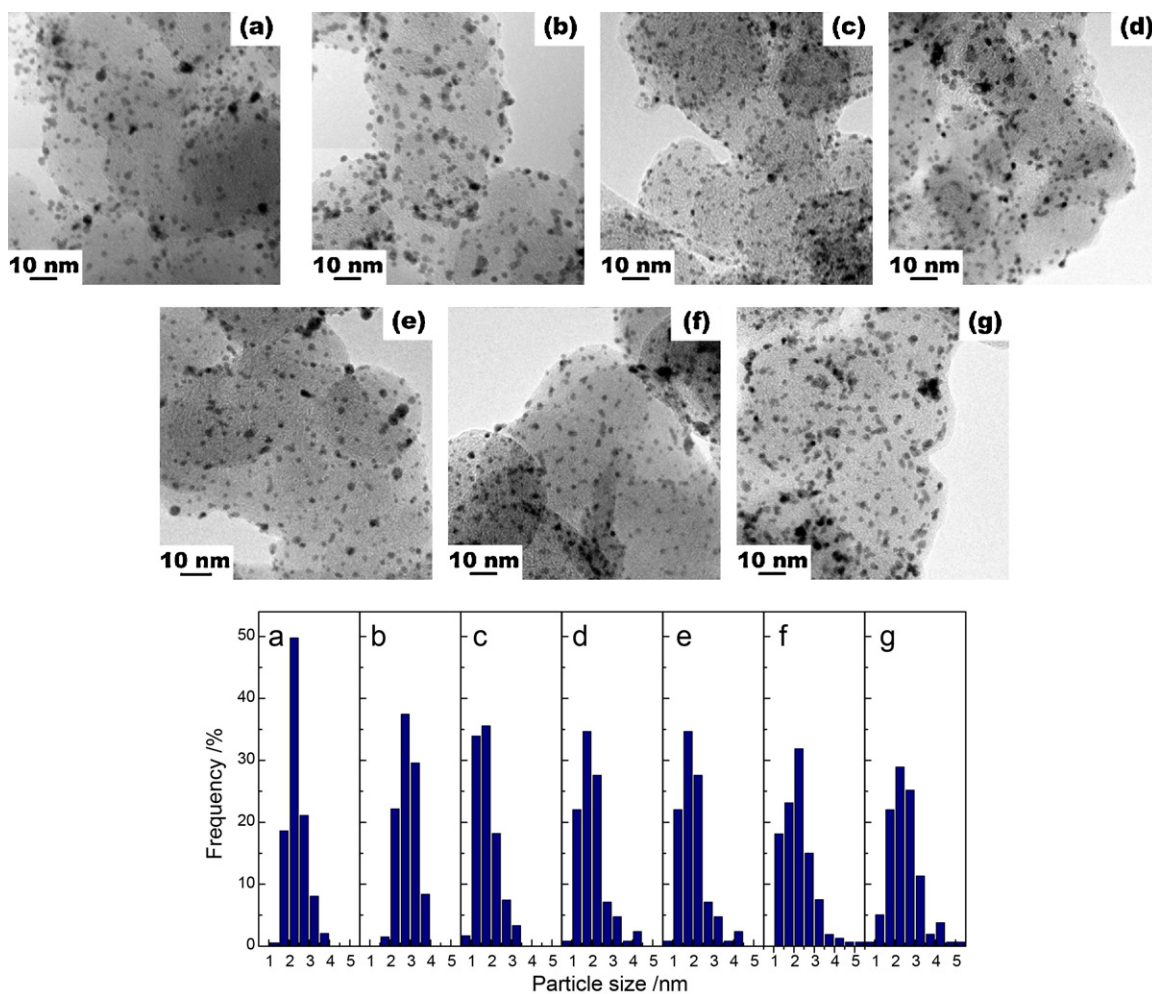 (a) (b) (c) (d)
10 nm 10 nm 10 nm 10 nm
(e) (f) (g)
10 nm 10 nm 10 nm
a b c d e f g
50
40
30
20
10
0
Frequency /%
1 2 3 4 5 1 2 3 4 5 1 2 3 4 5 1 2 3 4 5 1 2 3 4 5 1 2 3 4 5 1 2 3 4 5
Particle size /nm